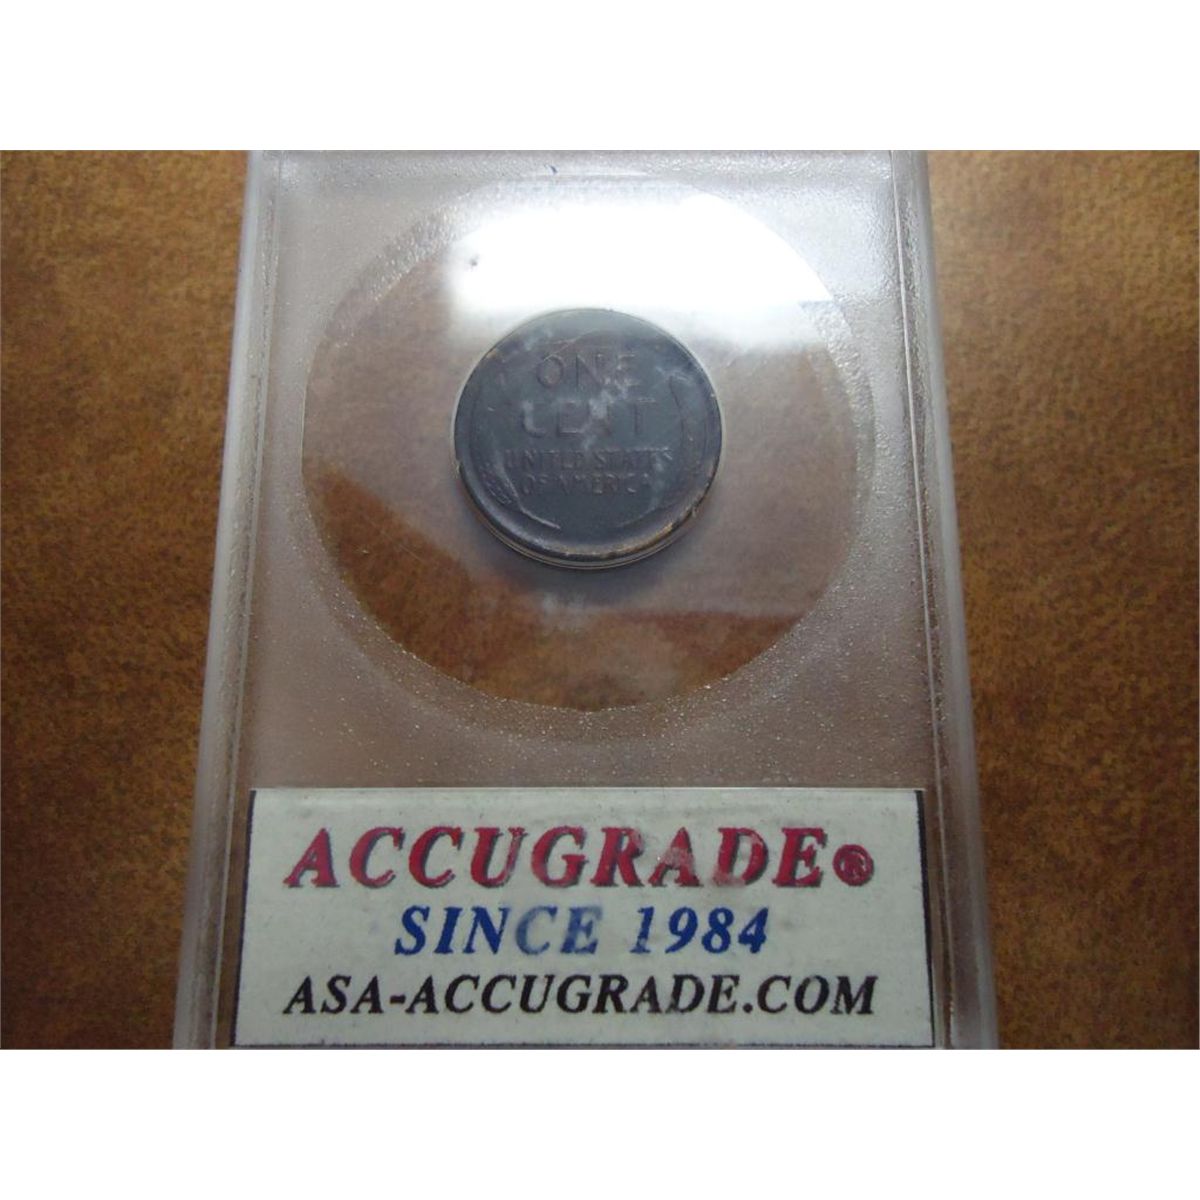 ONE
CENT
UNITED STATES
OF AMERICA
ACCUGRADE®
SINCE 1984
ASA-ACCUGRADE.COM